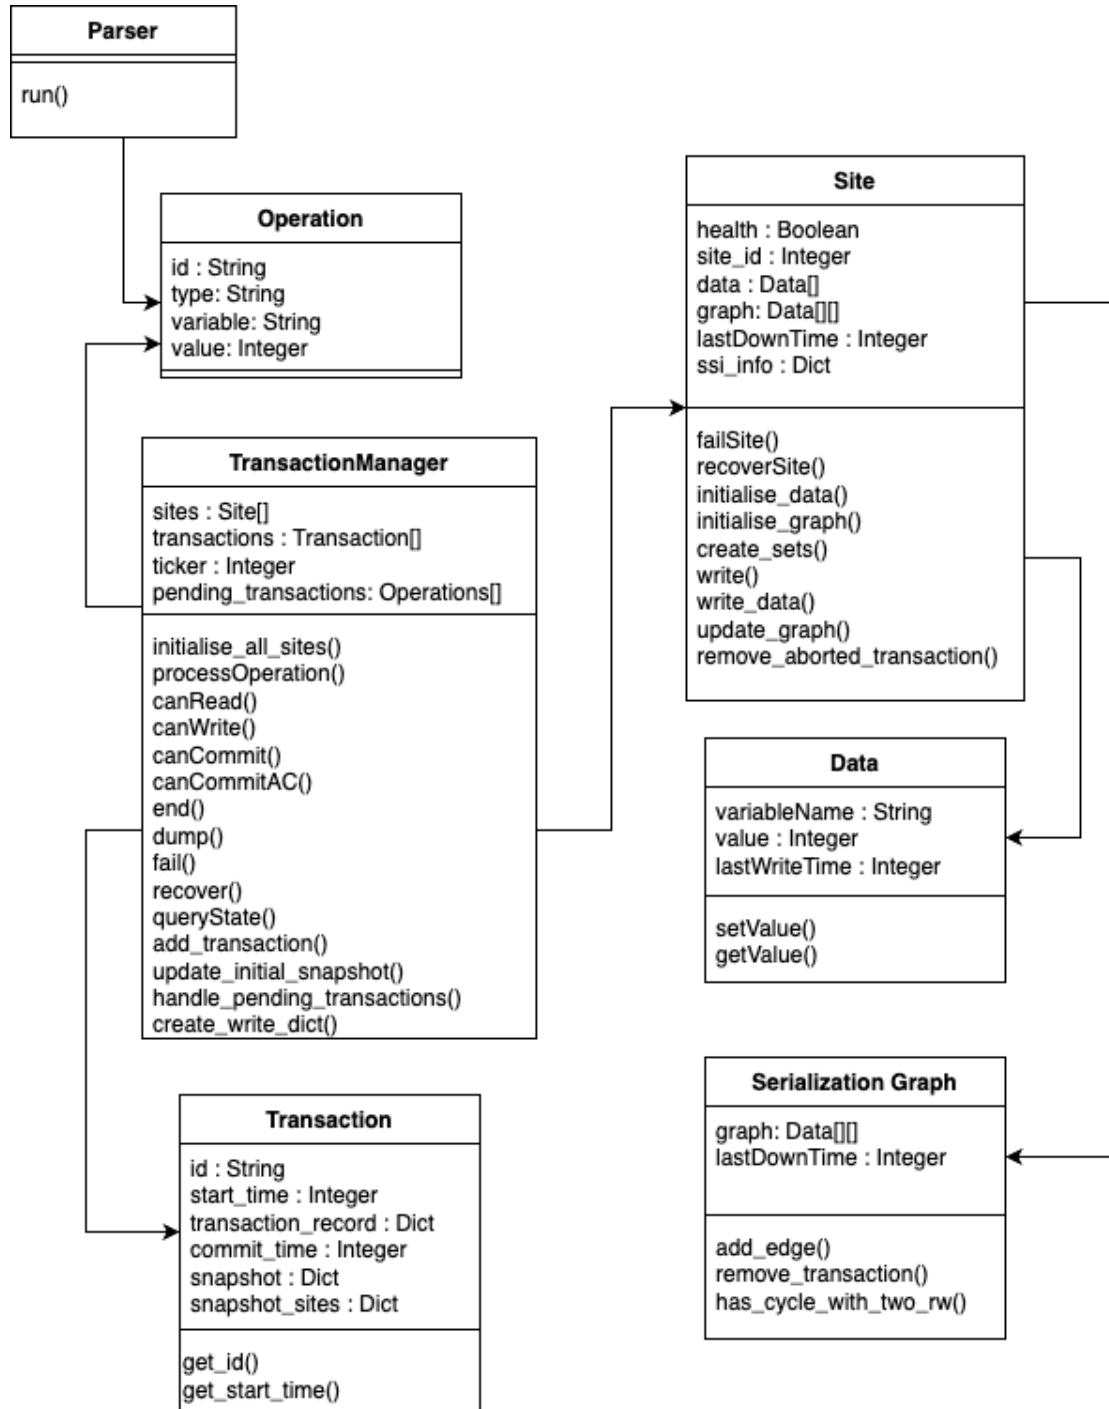 Parser
run()
Operation
id : String
type: String
variable: String
value: Integer
TransactionManager
sites : Site[]
transactions : Transaction[]
ticker : Integer
pending_transactions: Operations[]
initialise_all_sites()
processOperation()
canRead()
canWrite()
canCommit()
canCommitAC()
end()
dump()
fail()
recover()
queryState()
add_transaction()
update_initial_snapshot()
handle_pending_transactions()
create_write_dict()
Transaction
id : String
start_time : Integer
transaction_record : Dict
commit_time : Integer
snapshot : Dict
snapshot_sites : Dict
get_id()
get_start_time()
Site
health : Boolean
site_id : Integer
data : Data[]
graph: Data[][]
lastDownTime : Integer
ssi_info : Dict
failSite()
recoverSite()
initialise_data()
initialise_graph()
create_sets()
write()
write_data()
update_graph()
remove_aborted_transaction()
Data
variableName : String
value : Integer
lastWriteTime : Integer
setValue()
getValue()
Serialization Graph
graph: Data[][]
lastDownTime : Integer
add_edge()
remove_transaction()
has_cycle_with_two_rw()